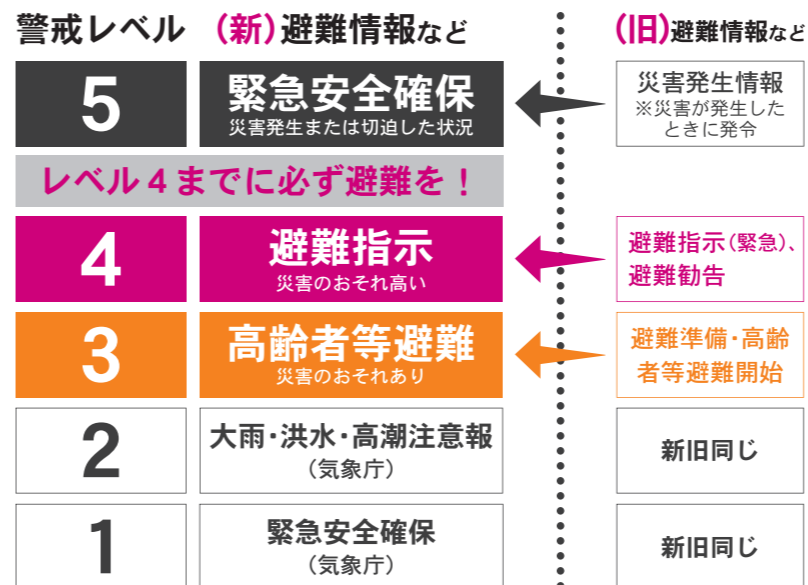 警戒レベル (新)避難情報など (旧)避難情報など
5 緊急安全確保 災害発生情報
災害発生または切迫した状況 ※災害が発生した
ときに発令
レベル4までに必ず避難を!
4 避難指示 避難指示(緊急)、
災害のおそれ高い 避難勧告
3 高齢者等避難 避難準備・高齢
災害のおそれあり 者等避難開始
2 大雨・洪水・高潮注意報 新旧同じ
(気象庁)
1 緊急安全確保 新旧同じ
(気象庁)